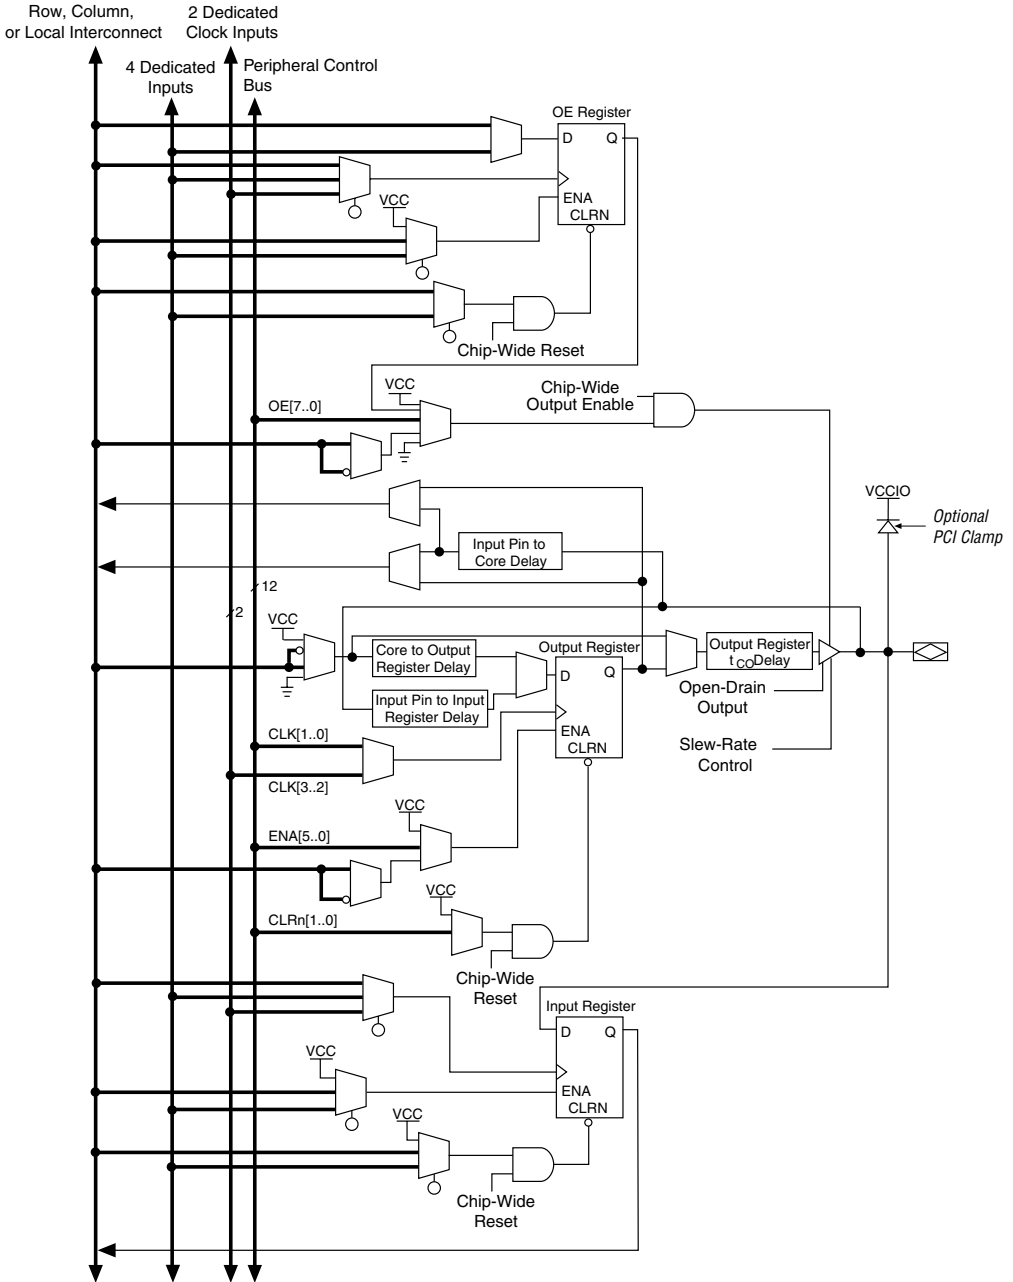 Row, Column,
or Local Interconnect
2 Dedicated
Clock Inputs
4 Dedicated
Inputs
Peripheral Control
Bus
OE Register
D
Q
ENA
CLRN
VCC
Chip-Wide Reset
VCC
Chip-Wide
Output Enable
OE[7..0]
VCCIO
Optional
PCI Clamp
Input Pin to
Core Delay
12
2
VCC
Core to Output
Register Delay
Input Pin to Input
Register Delay
Output Register
D
Q
ENA
CLRN
Output Register
tCO Delay
Open-Drain
Output
Slew-Rate
Control
CLK[1..0]
CLK[3..2]
VCC
ENA[5..0]
VCC
CLRn[1..0]
Chip-Wide
Reset
Input Register
D
Q
ENA
CLRN
VCC
VCC
Chip-Wide
Reset